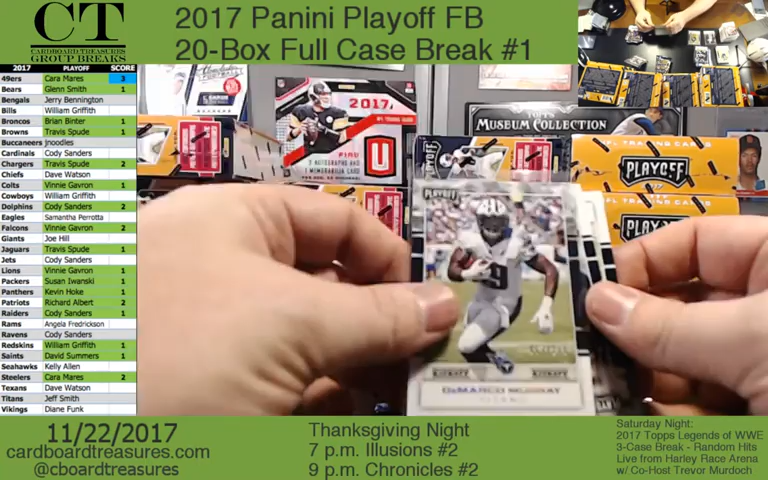 CT
CARDBOARD TREASURES
GROUP BREAKS
2017 Panini Playoff FB
20-Box Full Case Break #1
2017 PLAYOFF SCORE
49ers Cara Mares 3
Bears Glenn Smith 1
Bengals Jerry Bennington
Bills William Griffith
Broncos Brian Binter 1
Browns Travis Spude 1
Buccaneers Jnoodles
Cardinals Cody Sanders
Chargers Travis Spude 2
Chiefs Dave Watson
Colts Vinnie Gavron 1
Cowboys William Griffith
Dolphins Cody Sanders 2
Eagles Samantha Perrotta
Falcons Vinnie Gavron 2
Giants Joe Hill
Jaguars Travis Spude 1
Jets Cody Sanders
Lions Vinnie Gavron 1
Packers Susan Iwanski 1
Panthers Kevin Hoke 1
Patriots Richard Albert 2
Raiders Cody Sanders 1
Rams Angela Fredrickson
Ravens Cody Sanders
Redskins William Griffith 1
Saints David Summers 1
Seahawks Kelly Allen
Steelers Cara Mares 2
Texans Dave Watson
Titans Jeff Smith
Vikings Diane Funk
2017
U
TOPPS
MUSEUM COLLECTION
PLAYOFF
PLAYOFF
PLAYOFF
KICKOFF KICKOFF
DeMARCO MURRAY
TITANS
11/22/2017
cardboardtreasures.com
@cboardtreasures
Thanksgiving Night
7 p.m. Illusions #2
9 p.m. Chronicles #2
Saturday Night:
2017 Topps Legends of WWE
3-Case Break - Random Hits
Live from Harley Race Arena
w/ Co-Host Trevor Murdoch